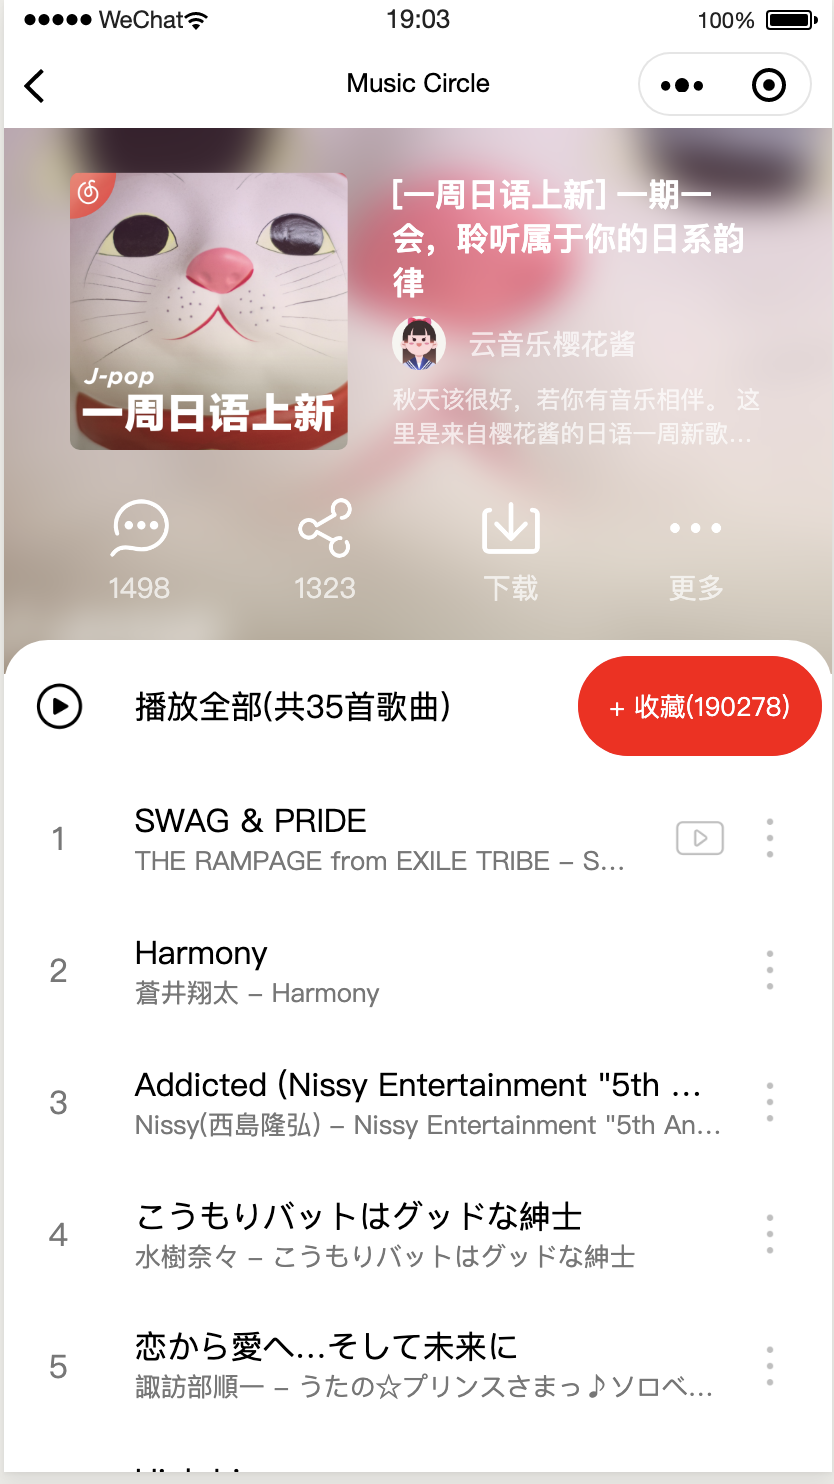 WeChat
19:03
100%
Music Circle
[一周日语上新] 一期一
会，聆听属于你的日系韵
律
云音乐樱花酱
秋天该很好，若你有音乐相伴。 这
里是来自樱花酱的日语一周新歌…
J-pop
一周日语上新
1498
1323
下载
更多
播放全部(共35首歌曲)
+ 收藏(190278)
1
SWAG & PRIDE
THE RAMPAGE from EXILE TRIBE – S…
2
Harmony
蒼井翔太 – Harmony
3
Addicted (Nissy Entertainment "5th …
Nissy(西島隆弘) – Nissy Entertainment "5th An…
4
こうもりバットはグッドな紳士
水樹奈々 – こうもりバットはグッドな紳士
5
恋から愛へ…そして未来に
諏訪部順一 – うたの☆プリンスさまっ♪ソロベ…